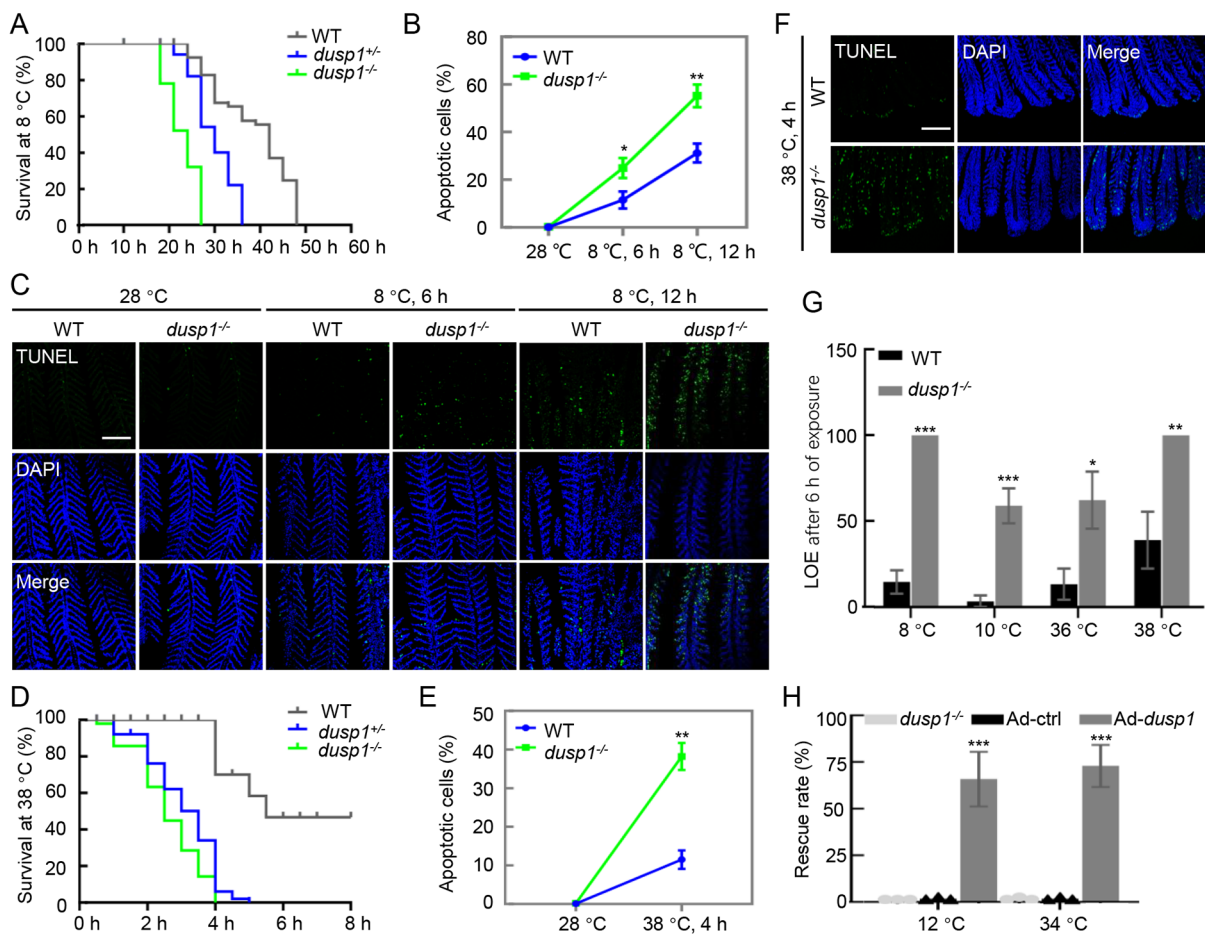 A
Survival at 8 °C (%)
WT
dusp1+/-
dusp1-/-
100
80
60
40
20
0
0 h 10 h 20 h 30 h 40 h 50 h 60 h
B
Apoptotic cells (%)
WT
dusp1-/-
80
60
40
20
0
*
**
28 °C 8 °C, 6 h 8 °C, 12 h
C
28 °C 8 °C, 6 h 8 °C, 12 h
WT dusp1-/- WT dusp1-/- WT dusp1-/-
TUNEL
DAPI
Merge
D
Survival at 38 °C (%)
WT
dusp1+/-
dusp1-/-
100
80
60
40
20
00
0 h 2 h 4 h 6 h 8 h
E
Apoptotic cells (%)
WT
dusp1-/-
50
40
30
20
10
0
**
28 °C 38 °C, 4 h
F
38 °C, 4 h
WT
dusp1-/-
TUNEL DAPI Merge
G
LOE after 6 h of exposure
WT
dusp1-/-
150
100
50
0
*** *** * **
8 °C 10 °C 36 °C 38 °C
H
Rescue rate (%)
dusp1-/- Ad-ctrl Ad-dusp1
100
75
50
25
0
*** ***
12 °C 34 °C